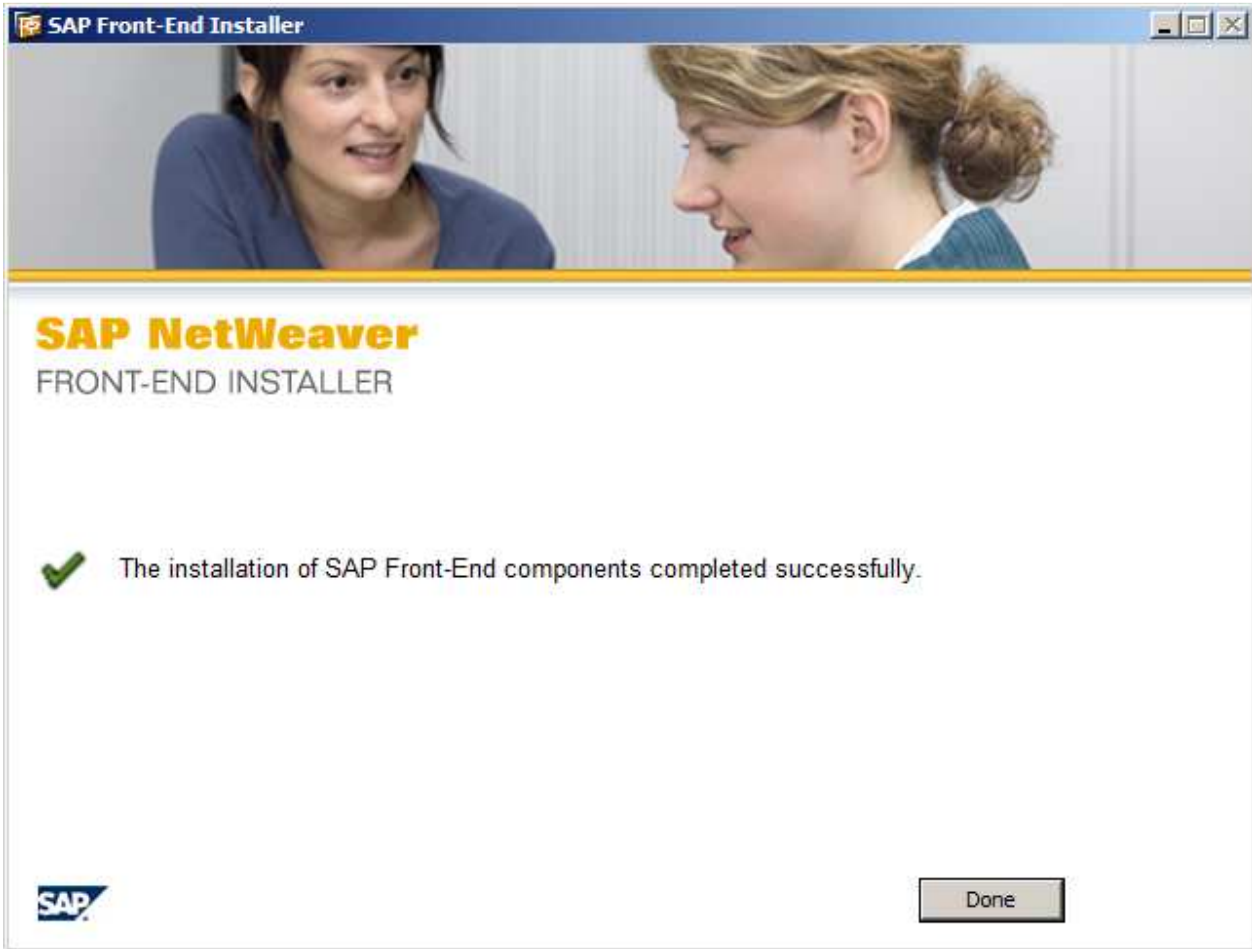 SAP Front-End Installer
SAP NetWeaver
FRONT-END INSTALLER
The installation of SAP Front-End components completed successfully.
SAP
Done